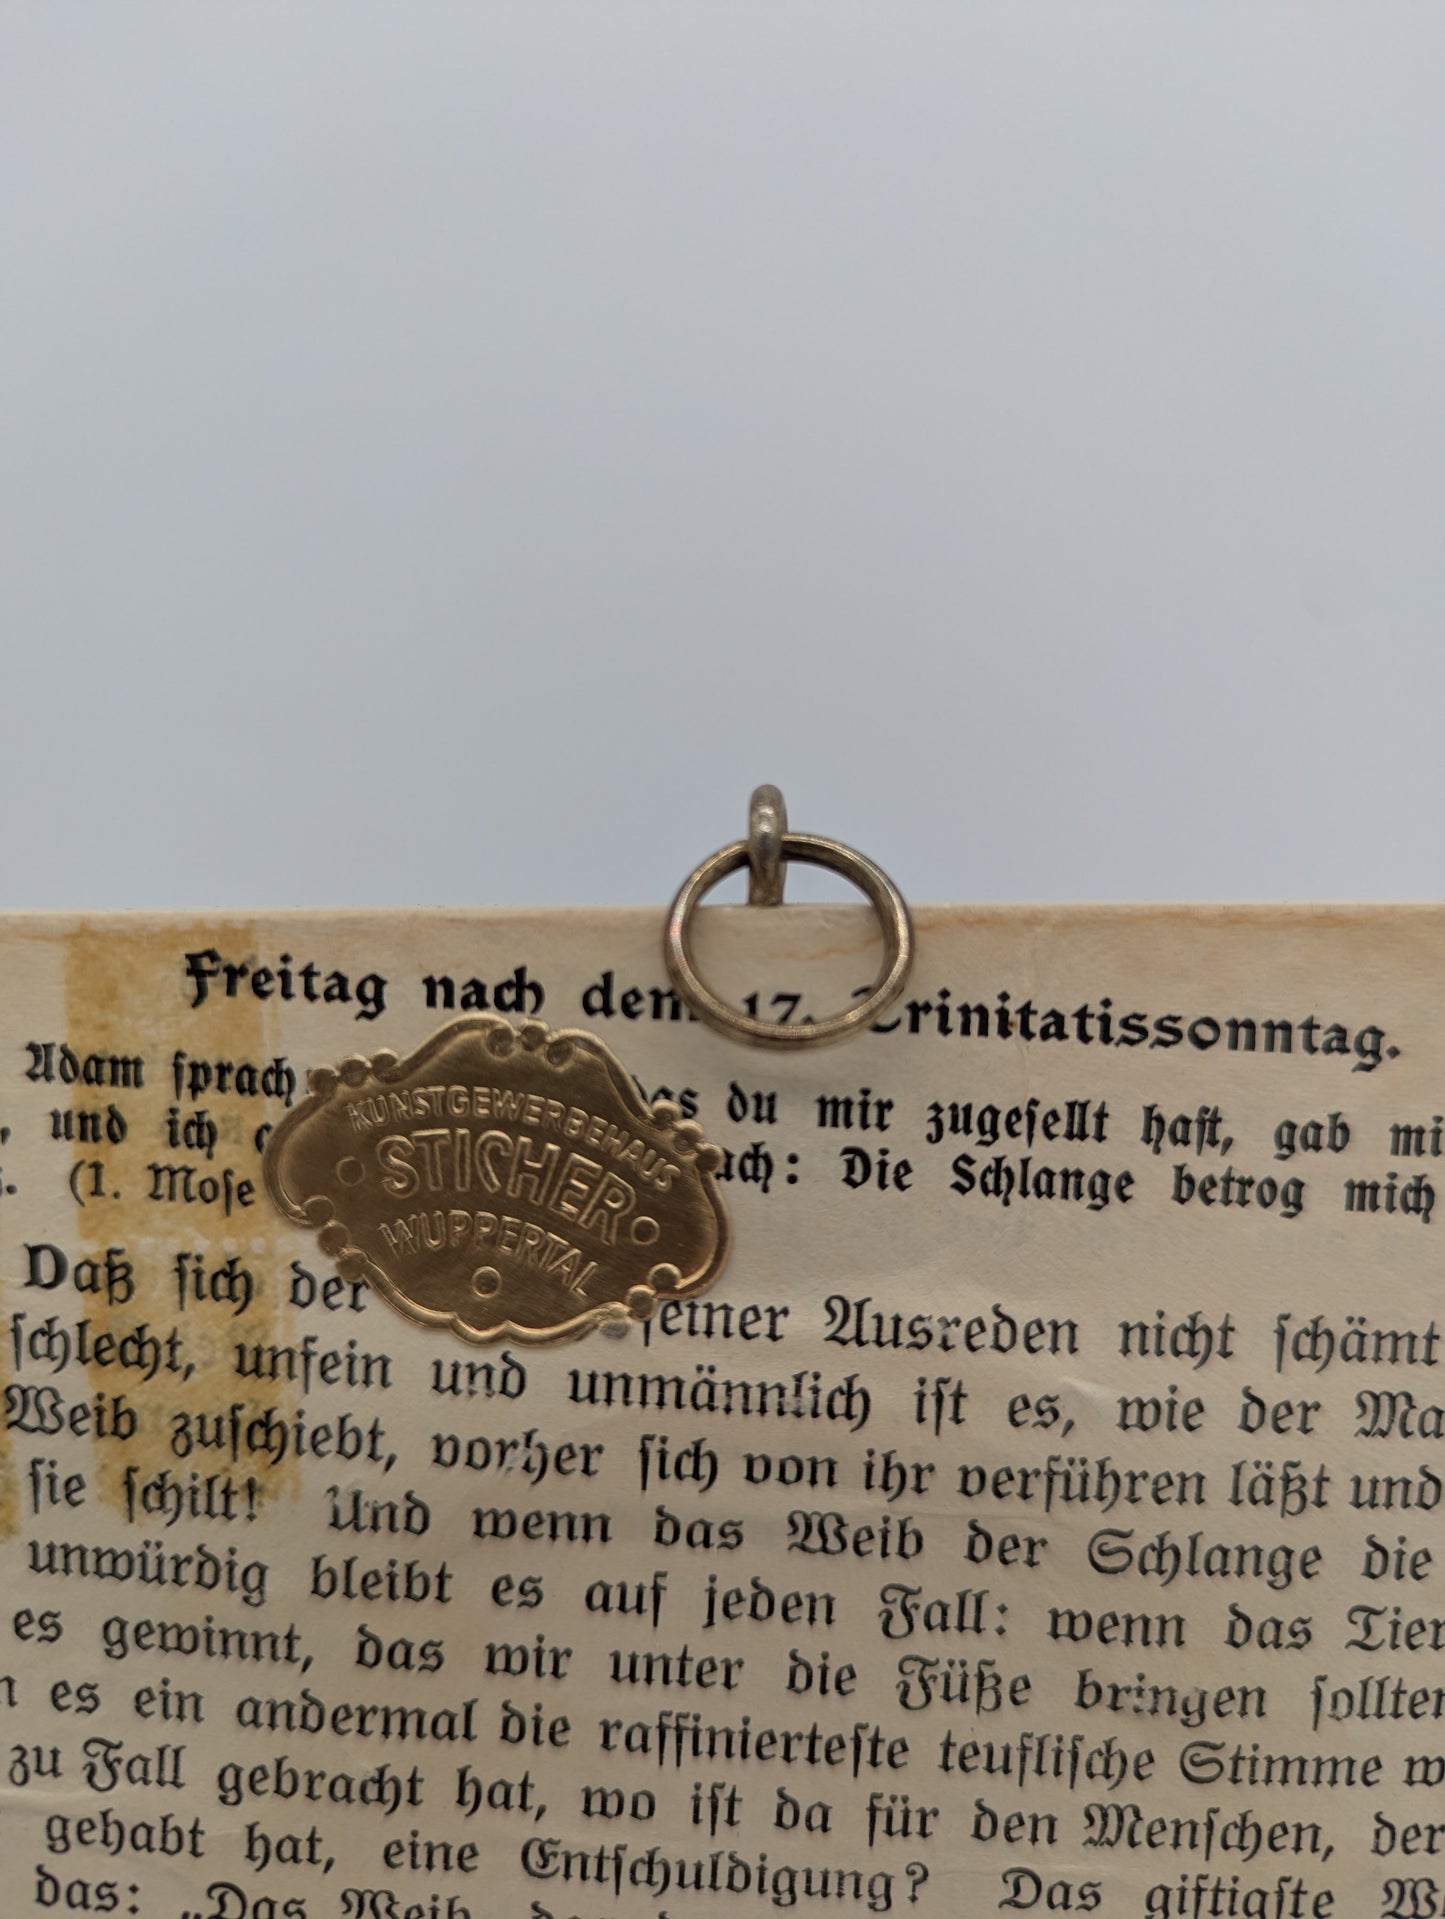 Freitag nach dem 17. Trinitatissonntag.
Adam sprach: das du mir zugesellt hast, gab
und ich
(1. Mose Die Schlange betrog mich
KUNSTGEWERBEHAUS
STICHER
WUPPERTAL
Daß sich der seiner Ausreden nicht schämt
schlecht, unfein und unmännlich ist es, wie der
Weib zuschiebt, vorher sich von ihr verführen läßt und
sie schilt! Und wenn das Weib der Schlange die
unwürdig bleibt es auf jeden Fall: wenn das Tier
es gewinnt, das wir unter die Füße bringen sollten
es ein andermal die raffinierteste teuflische Stimme
zu Fall gebracht hat, wo ist da für den Menschen, der
gehabt hat, eine Entschuldigung? Das giftigste
das: „Das Weib